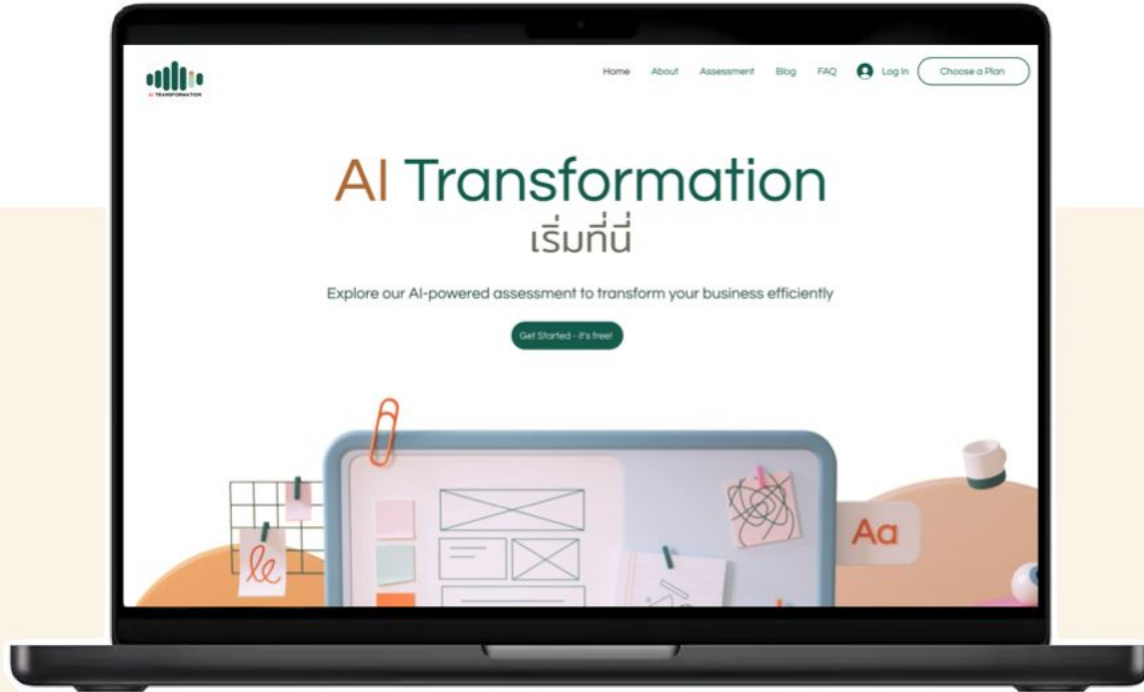 AI TRANSFORMATION
Home About Assessment Blog FAQ Log In Choose a Plan
AI Transformation
เริ่มที่นี่
Explore our AI-powered assessment to transform your business efficiently
Get Started - it's free!
le
Aa